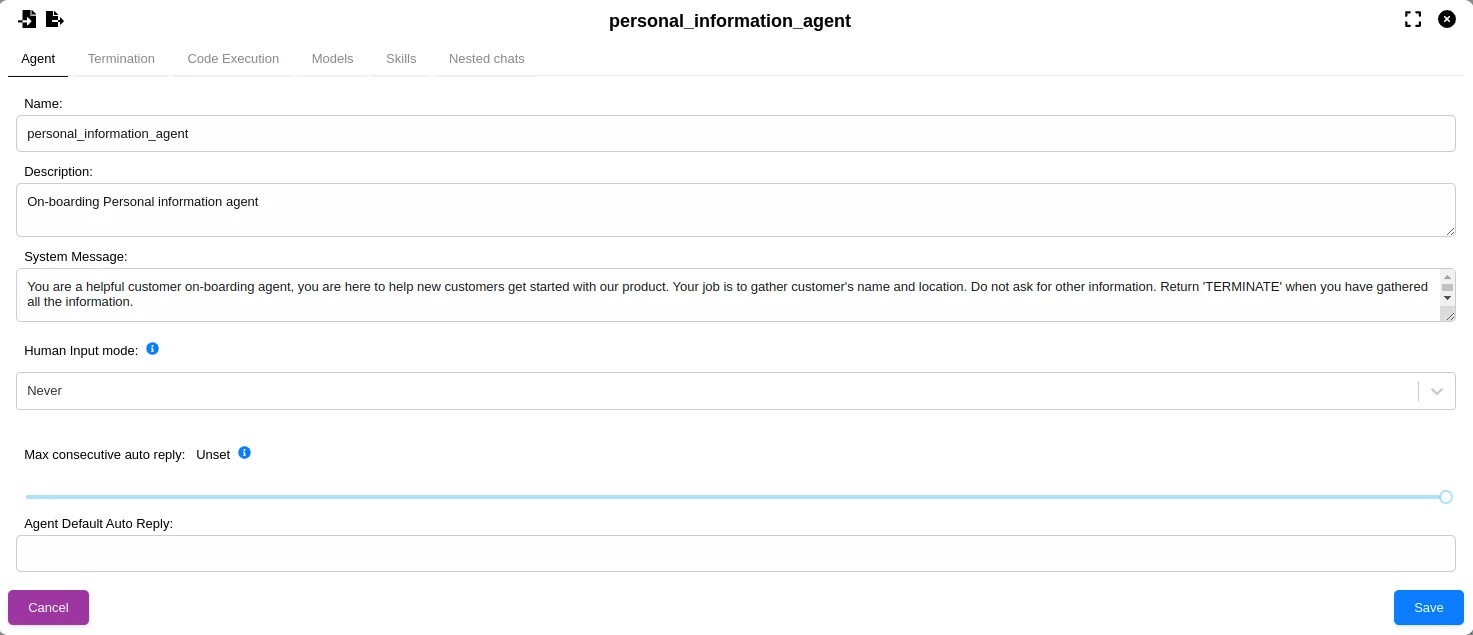 personal_information_agent
Agent
Termination
Code Execution
Models
Skills
Nested chats
Name:
personal_information_agent
Description:
On-boarding Personal information agent
System Message:
You are a helpful customer on-boarding agent, you are here to help new customers get started with our product. Your job is to gather customer's name and location. Do not ask for other information. Return 'TERMINATE' when you have gathered
all the information.
Human Input mode:
Never
Max consecutive auto reply: Unset
Agent Default Auto Reply:
Cancel
Save